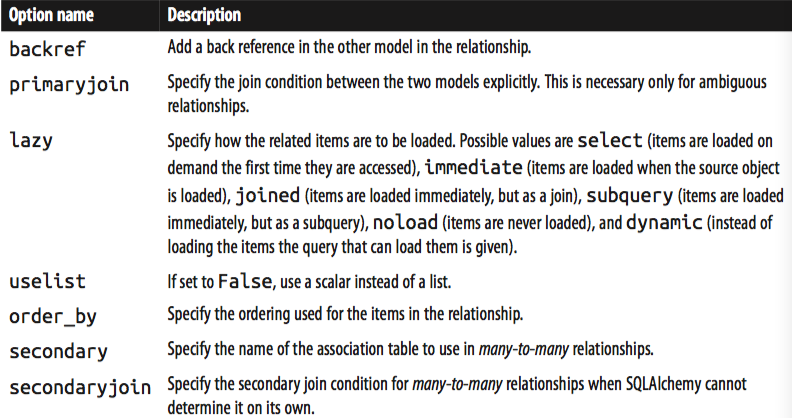 Option name Description
backref Add a back reference in the other model in the relationship.
primaryjoin Specify the join condition between the two models explicitly. This is necessary only for ambiguous
relationships.
lazy Specify how the related items are to be loaded. Possible values are select (items are loaded on
demand the first time they are accessed), immediate (items are loaded when the source object
is loaded), joined (items are loaded immediately, but as a join), subquery (items are loaded
immediately, but as a subquery), noload (items are never loaded), and dynamic (instead of
loading the items the query that can load them is given).
uselist If set to False, use a scalar instead of a list.
order_by Specify the ordering used for the items in the relationship.
secondary Specify the name of the association table to use in many-to-many relationships.
secondaryjoin Specify the secondary join condition for many-to-many relationships when SQLAlchemy cannot
determine it on its own.